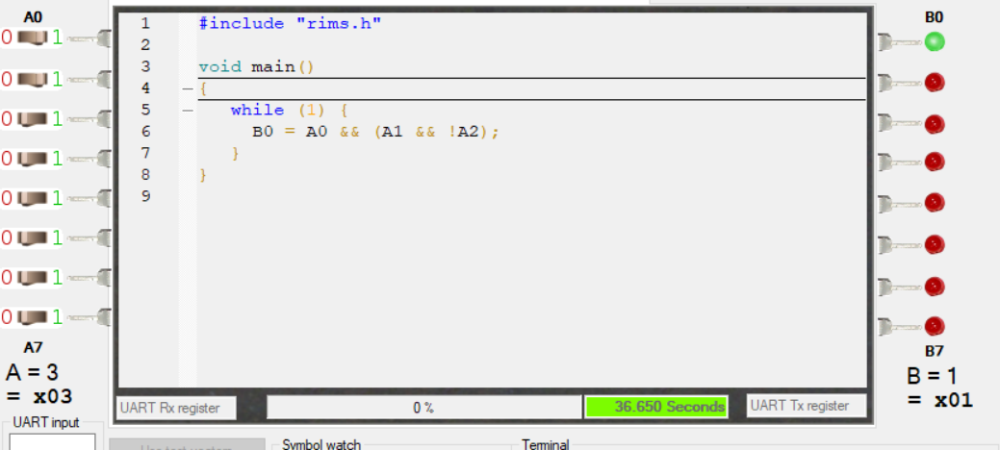 A0
B0
0 1
0 1
0 1
0 1
0 1
0 1
0 1
0 1
1 #include "rims.h"
2
3 void main()
4 {
5 while (1) {
6 B0 = A0 && (A1 && !A2);
7 }
8 }
9
A7
A = 3
= x03
B7
B = 1
= x01
UART Rx register
0 %
36.650 Seconds
UART Tx register
UART input
Use test vectors
Symbol watch
Terminal